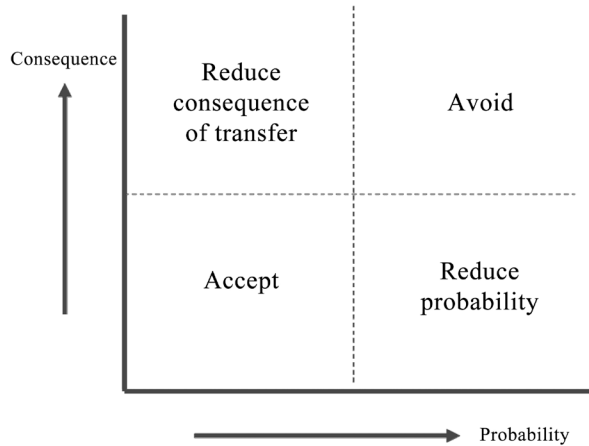 Consequence
Reduce
consequence
of transfer
Avoid
Accept
Reduce
probability
Probability